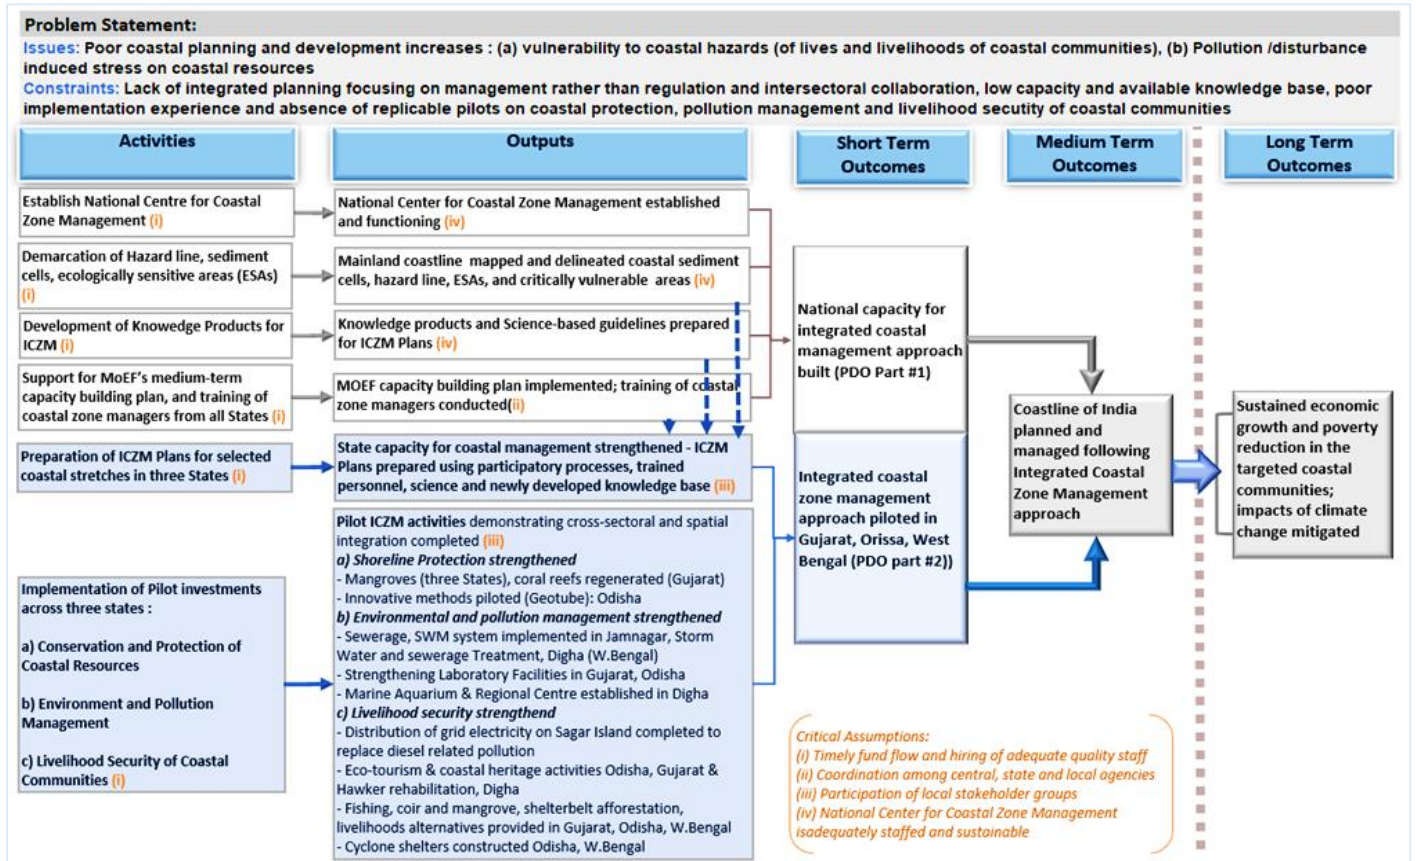 Problem Statement:
Issues: Poor coastal planning and development increases : (a) vulnerability to coastal hazards (of lives and livelihoods of coastal communities), (b) Pollution /disturbance
induced stress on coastal resources
Constraints: Lack of integrated planning focusing on management rather than regulation and intersectoral collaboration, low capacity and available knowledge base, poor
implementation experience and absence of replicable pilots on coastal protection, pollution management and livelihood secutity of coastal communities
Activities
Outputs
Short Term
Outcomes
Medium Term
Outcomes
Long Term
Outcomes
Establish National Centre for Coastal
Zone Management (i)
Demarcation of Hazard line, sediment
cells, ecologically sensitive areas (ESAs)
(i)
Development of Knowedge Products for
ICZM (i)
Support for MoEF's medium-term
capacity building plan, and training of
coastal zone managers from all States (i)
Preparation of ICZM Plans for selected
coastal stretches in three States (i)
Implementation of Pilot investments
across three states :
a) Conservation and Protection of
Coastal Resources
b) Environment and Pollution
Management
c) Livelihood Security of Coastal
Communities (i)
National Center for Coastal Zone Management established
and functioning (iv)
Mainland coastline mapped and delineated coastal sediment
cells, hazard line, ESAs, and critically vulnerable areas (iv)
Knowledge products and Science-based guidelines prepared
for ICZM Plans (iv)
MOEF capacity building plan implemented; training of coastal
zone managers conducted(ii)
State capacity for coastal management strengthened - ICZM
Plans prepared using participatory processes, trained
personnel, science and newly developed knowledge base (iii)
Pilot ICZM activities demonstrating cross-sectoral and spatial
integration completed (iii)
a) Shoreline Protection strengthened
- Mangroves (three States), coral reefs regenerated (Gujarat)
- Innovative methods piloted (Geotube): Odisha
b) Environmental and pollution management strengthened
- Sewerage, SWM system implemented in Jamnagar, Storm
Water and sewerage Treatment, Digha (W.Bengal)
- Strengthening Laboratory Facilities in Gujarat, Odisha
- Marine Aquarium & Regional Centre established in Digha
c) Livelihood security strengthend
- Distribution of grid electricity on Sagar Island completed to
replace diesel related pollution
- Eco-tourism & coastal heritage activities Odisha, Gujarat &
Hawker rehabilitation, Digha
- Fishing, coir and mangrove, shelterbelt afforestation,
livelihoods alternatives provided in Gujarat, Odisha, W.Bengal
- Cyclone shelters constructed Odisha, W.Bengal
National capacity for
integrated coastal
management approach
built (PDO Part #1)
Integrated coastal
zone management
approach piloted in
Gujarat, Orissa, West
Bengal (PDO part #2))
Coastline of India
planned and
managed following
Integrated Coastal
Zone Management
approach
Sustained economic
growth and poverty
reduction in the
targeted coastal
communities;
impacts of climate
change mitigated
Critical Assumptions:
(i) Timely fund flow and hiring of adequate quality staff
(ii) Coordination among central, state and local agencies
(iii) Participation of local stakeholder groups
(iv) National Center for Coastal Zone Management
isadequately staffed and sustainable